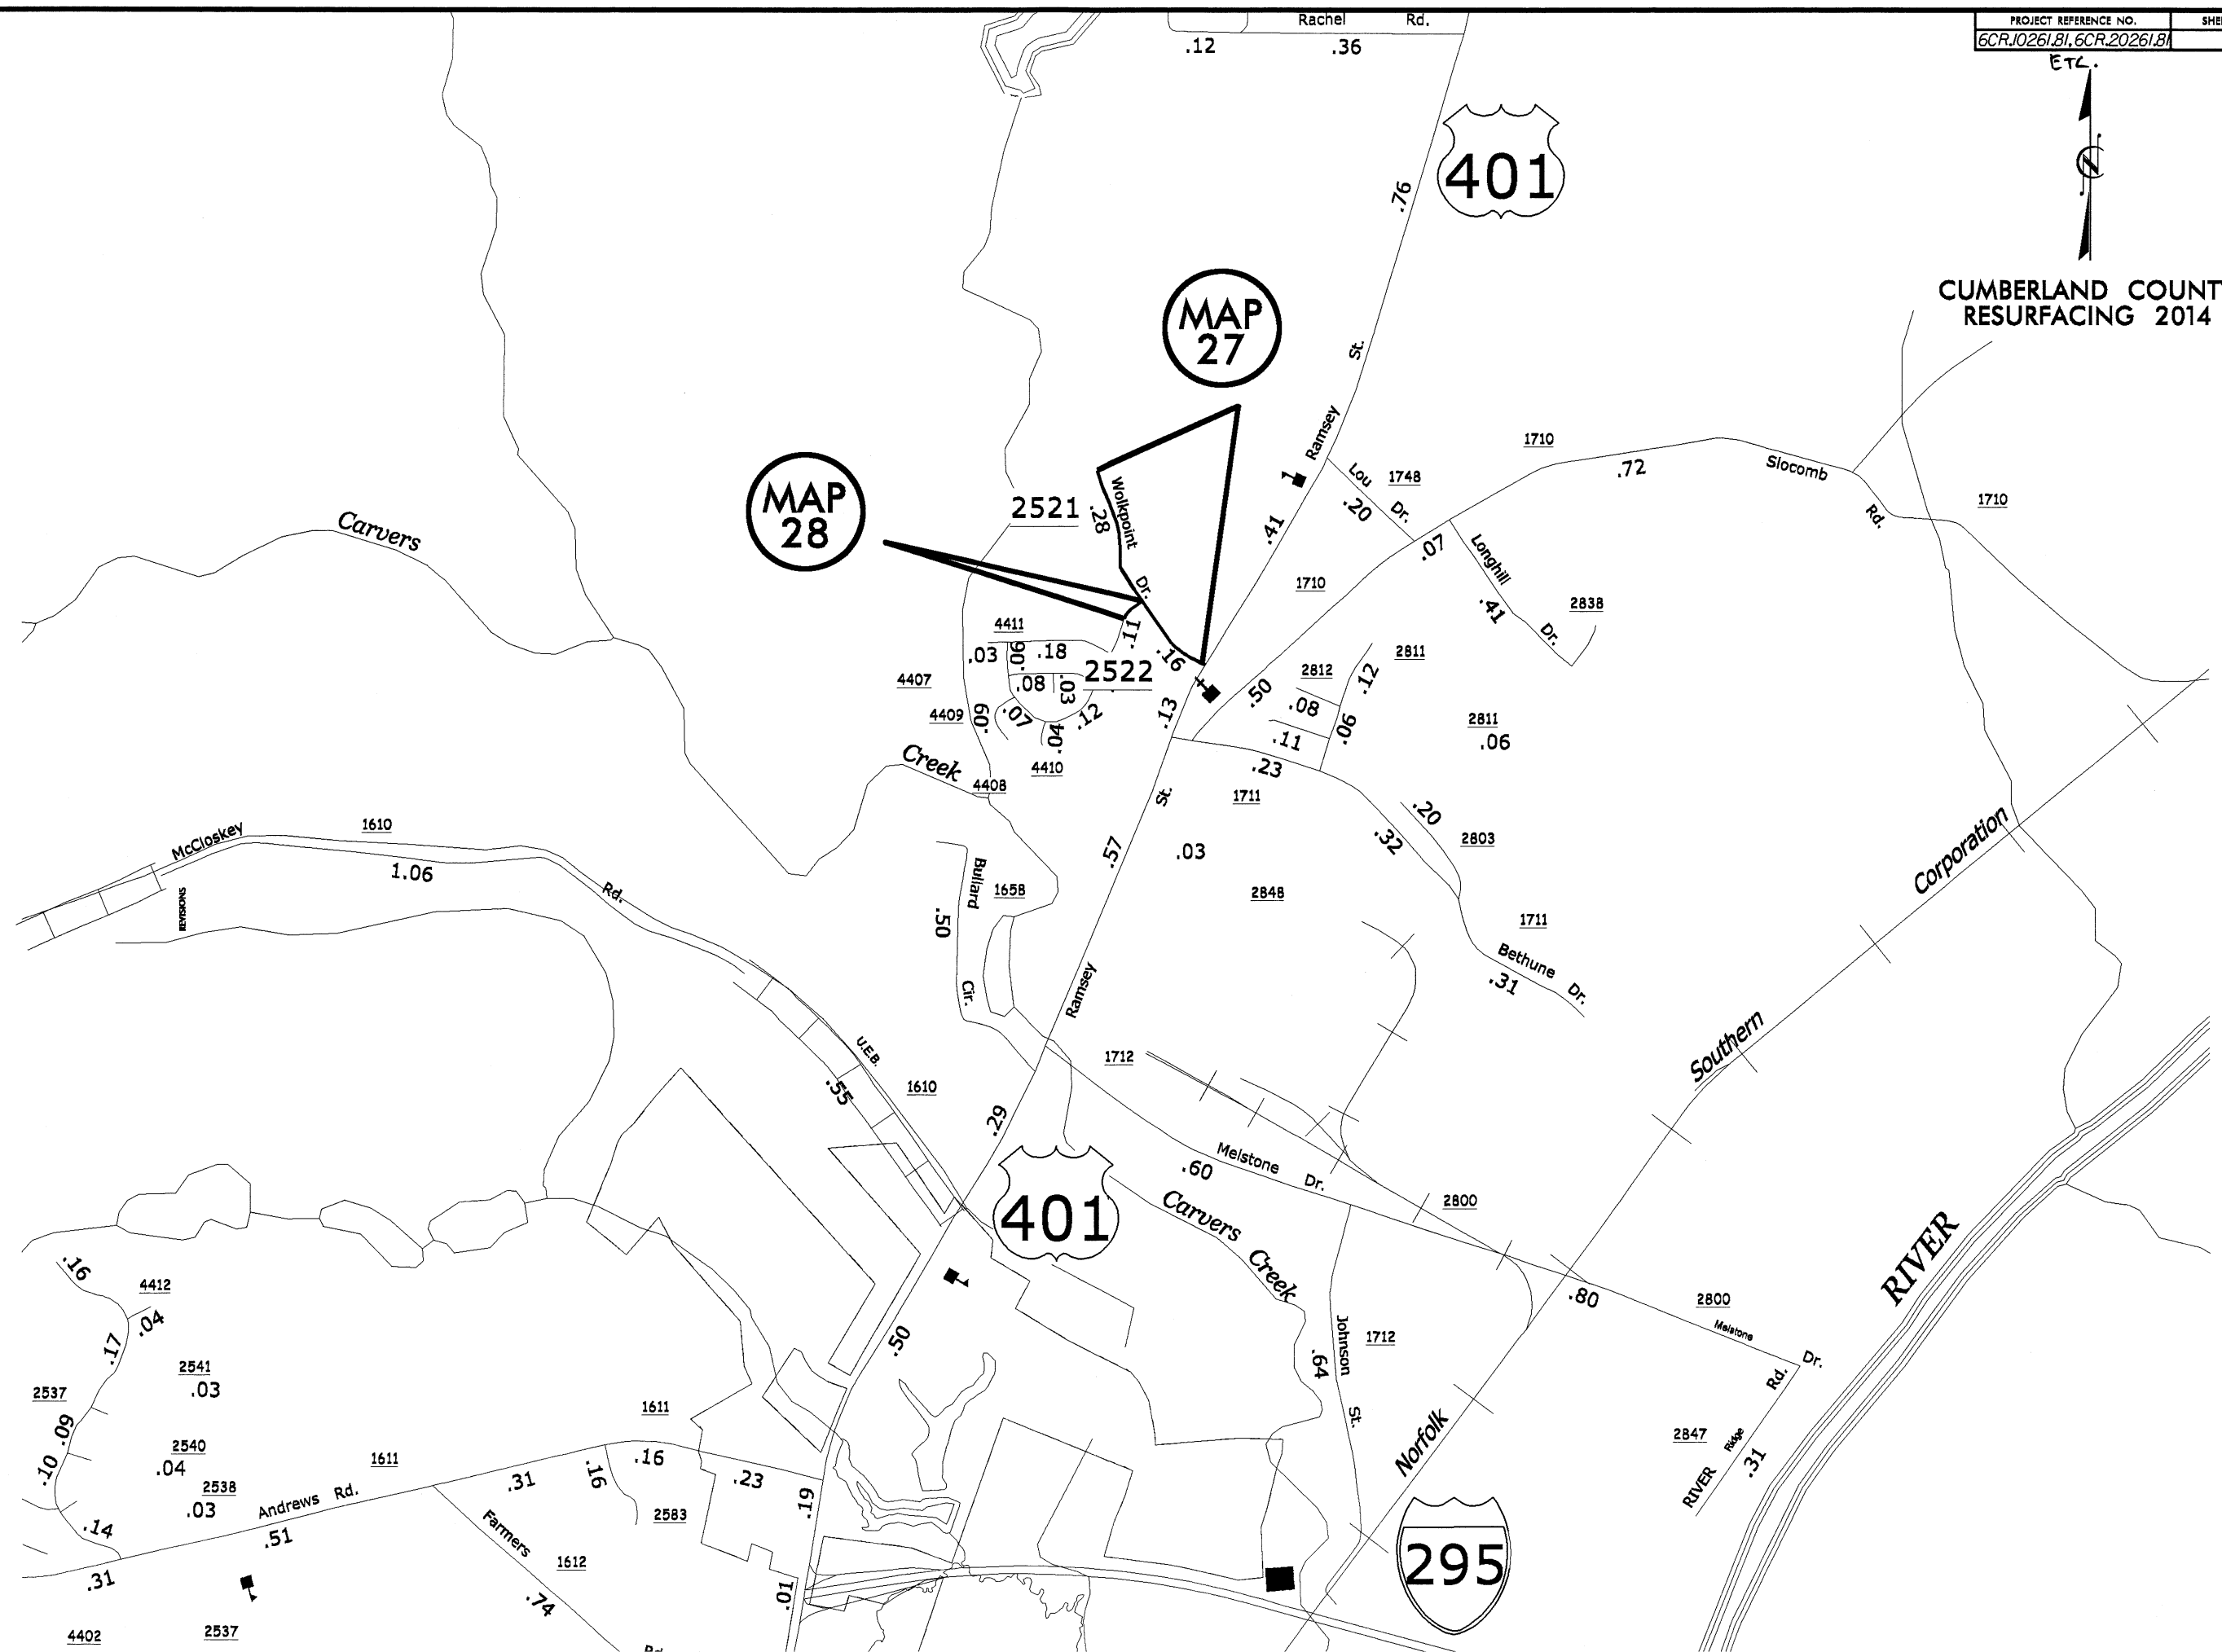 Rachel Rd.
.12 .36
PROJECT REFERENCE NO.
6CR.10261.81, 6CR.20261.81
ETC.
401
.76
CUMBERLAND COUNT
RESURFACING 2014
MAP
27
St.
Ramsey
.41
1710
.72
Slocomb
Rd.
1710
Lou
Dr.
1748
.20
.07
Longhill
Dr.
.41
2838
MAP
28
2521
.28
Wolkpoint
Dr.
Carvers
1710
4411
.11
.16
.03
.06
.18
2522
.08
.03
4407
4409
.09
.07
.04
.12
4410
Creek
4408
.13
.50
2812
.08
.12
2811
.11
.06
2811
.06
.23
1711
St.
.57
.03
2848
.20
.32
2803
1711
Bethune
Dr.
.31
McCloskey
1610
1.06
Rd.
REVISIONS
Bullard
1658
.50
Cir.
Ramsey
Corporation
Southern
U.E.B.
.55
1610
1712
.29
401
.60
Melstone
Dr.
Carvers
Creek
2800
.80
2800
Melstone
Dr.
RIVER
.16
4412
.04
.17
2541
.03
2537
.09
.10
2540
.04
2538
.03
.14
1611
1611
Andrews Rd.
.51
.31
.31
.16
.16
.23
2583
Farmers
1612
.74
Rd.
4402
2537
.50
.19
.01
Johnson
1712
.64
St.
Norfolk
2847
RIVER
Ridge
Rd.
.31
295